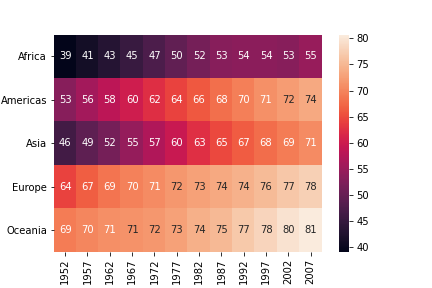 80
Africa 39 41 43 45 47 50 52 53 54 54 53 55
75
70
Americas 53 56 58 60 62 64 66 68 70 71 72 74
65
Asia 46 49 52 55 57 60 63 65 67 68 69 71
60
55
Europe 64 67 69 70 71 72 73 74 74 76 77 78
50
45
Oceania 69 70 71 71 72 73 74 75 77 78 80 81
40
1952 1957 1962 1967 1972 1977 1982 1987 1992 1997 2002 2007